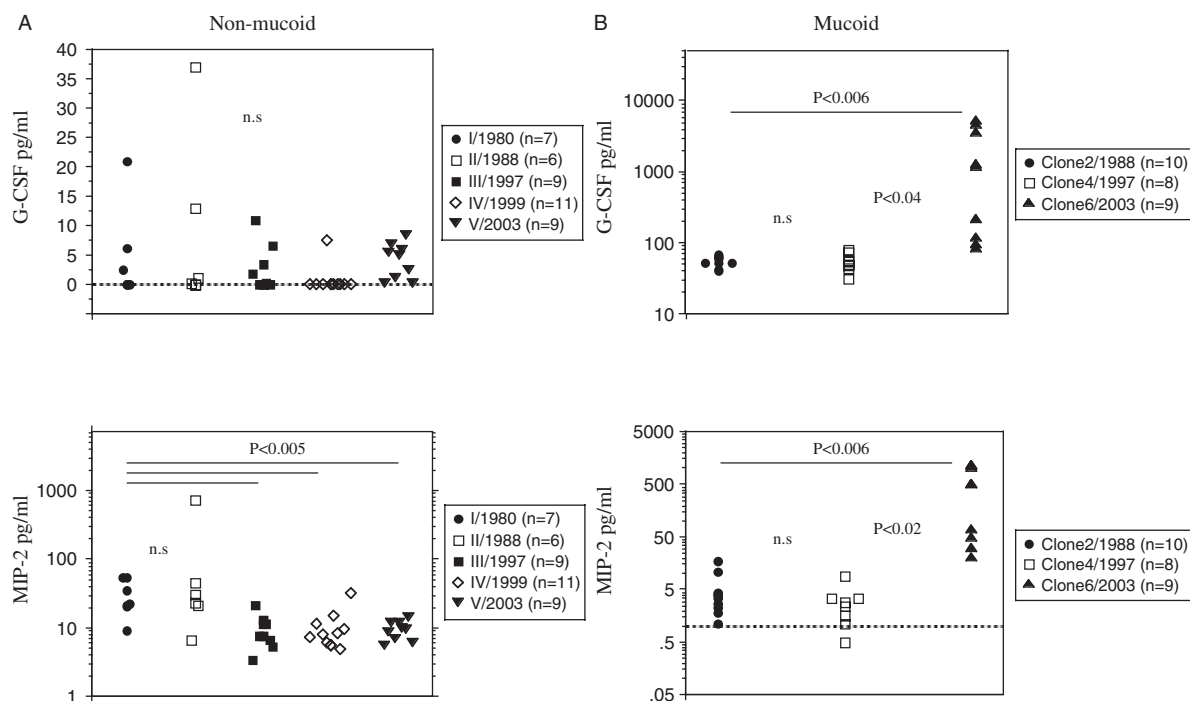 A
Non-mucoid
G-CSF pg/ml
40
35
30
25
20
15
10
5
0
n.s
I/1980 (n=7)
II/1988 (n=6)
III/1997 (n=9)
IV/1999 (n=11)
V/2003 (n=9)
B
Mucoid
G-CSF pg/ml
10000
1000
100
10
P<0.006
n.s
P<0.04
Clone2/1988 (n=10)
Clone4/1997 (n=8)
Clone6/2003 (n=9)
MIP-2 pg/ml
1000
100
10
1
P<0.005
n.s
I/1980 (n=7)
II/1988 (n=6)
III/1997 (n=9)
IV/1999 (n=11)
V/2003 (n=9)
MIP-2 pg/ml
5000
500
50
5
.5
.05
P<0.006
n.s
P<0.02
Clone2/1988 (n=10)
Clone4/1997 (n=8)
Clone6/2003 (n=9)